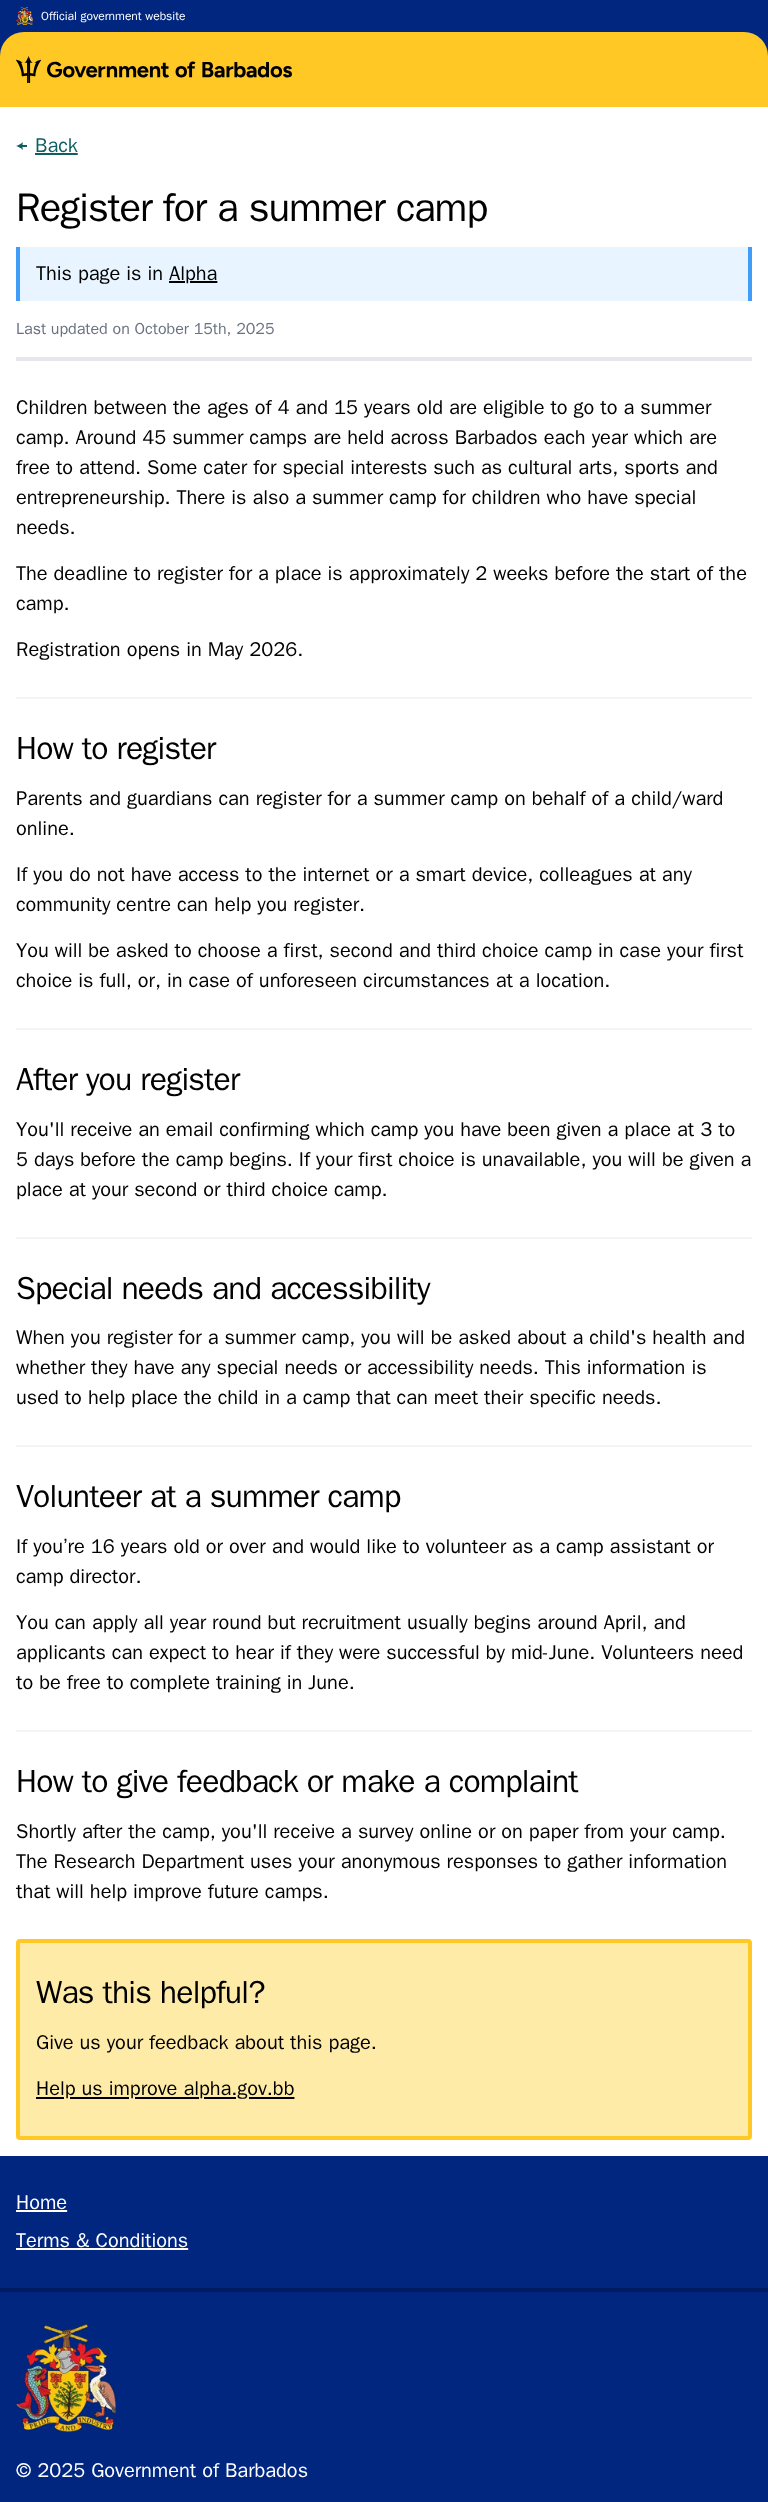 Official government website
Government of Barbados
Back
Register for a summer camp
This page is in Alpha
Last updated on October 15th, 2025
Children between the ages of 4 and 15 years old are eligible to go to a summer
camp. Around 45 summer camps are held across Barbados each year which are
free to attend. Some cater for special interests such as cultural arts, sports and
entrepreneurship. There is also a summer camp for children who have special
needs.
The deadline to register for a place is approximately 2 weeks before the start of the
camp.
Registration opens in May 2026.
How to register
Parents and guardians can register for a summer camp on behalf of a child/ward
online.
If you do not have access to the internet or a smart device, colleagues at any
community centre can help you register.
You will be asked to choose a first, second and third choice camp in case your first
choice is full, or, in case of unforeseen circumstances at a location.
After you register
You'll receive an email confirming which camp you have been given a place at 3 to
5 days before the camp begins. If your first choice is unavailable, you will be given a
place at your second or third choice camp.
Special needs and accessibility
When you register for a summer camp, you will be asked about a child's health and
whether they have any special needs or accessibility needs. This information is
used to help place the child in a camp that can meet their specific needs.
Volunteer at a summer camp
If you’re 16 years old or over and would like to volunteer as a camp assistant or
camp director.
You can apply all year round but recruitment usually begins around April, and
applicants can expect to hear if they were successful by mid-June. Volunteers need
to be free to complete training in June.
How to give feedback or make a complaint
Shortly after the camp, you'll receive a survey online or on paper from your camp.
The Research Department uses your anonymous responses to gather information
that will help improve future camps.
Was this helpful?
Give us your feedback about this page.
Help us improve alpha.gov.bb
Home
Terms & Conditions
PRIDE AND INDUSTRY
© 2025 Government of Barbados